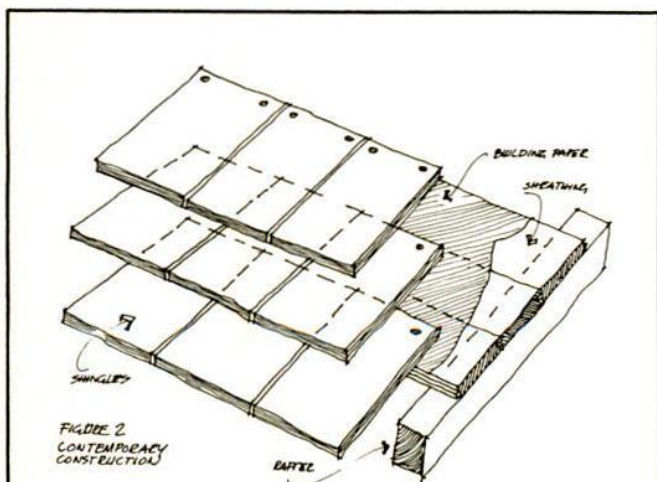 BUILDING PAPER
SHEATHING
SHINGLES
FIGURE 2
CONTEMPORARY
CONSTRUCTION
RAFTER